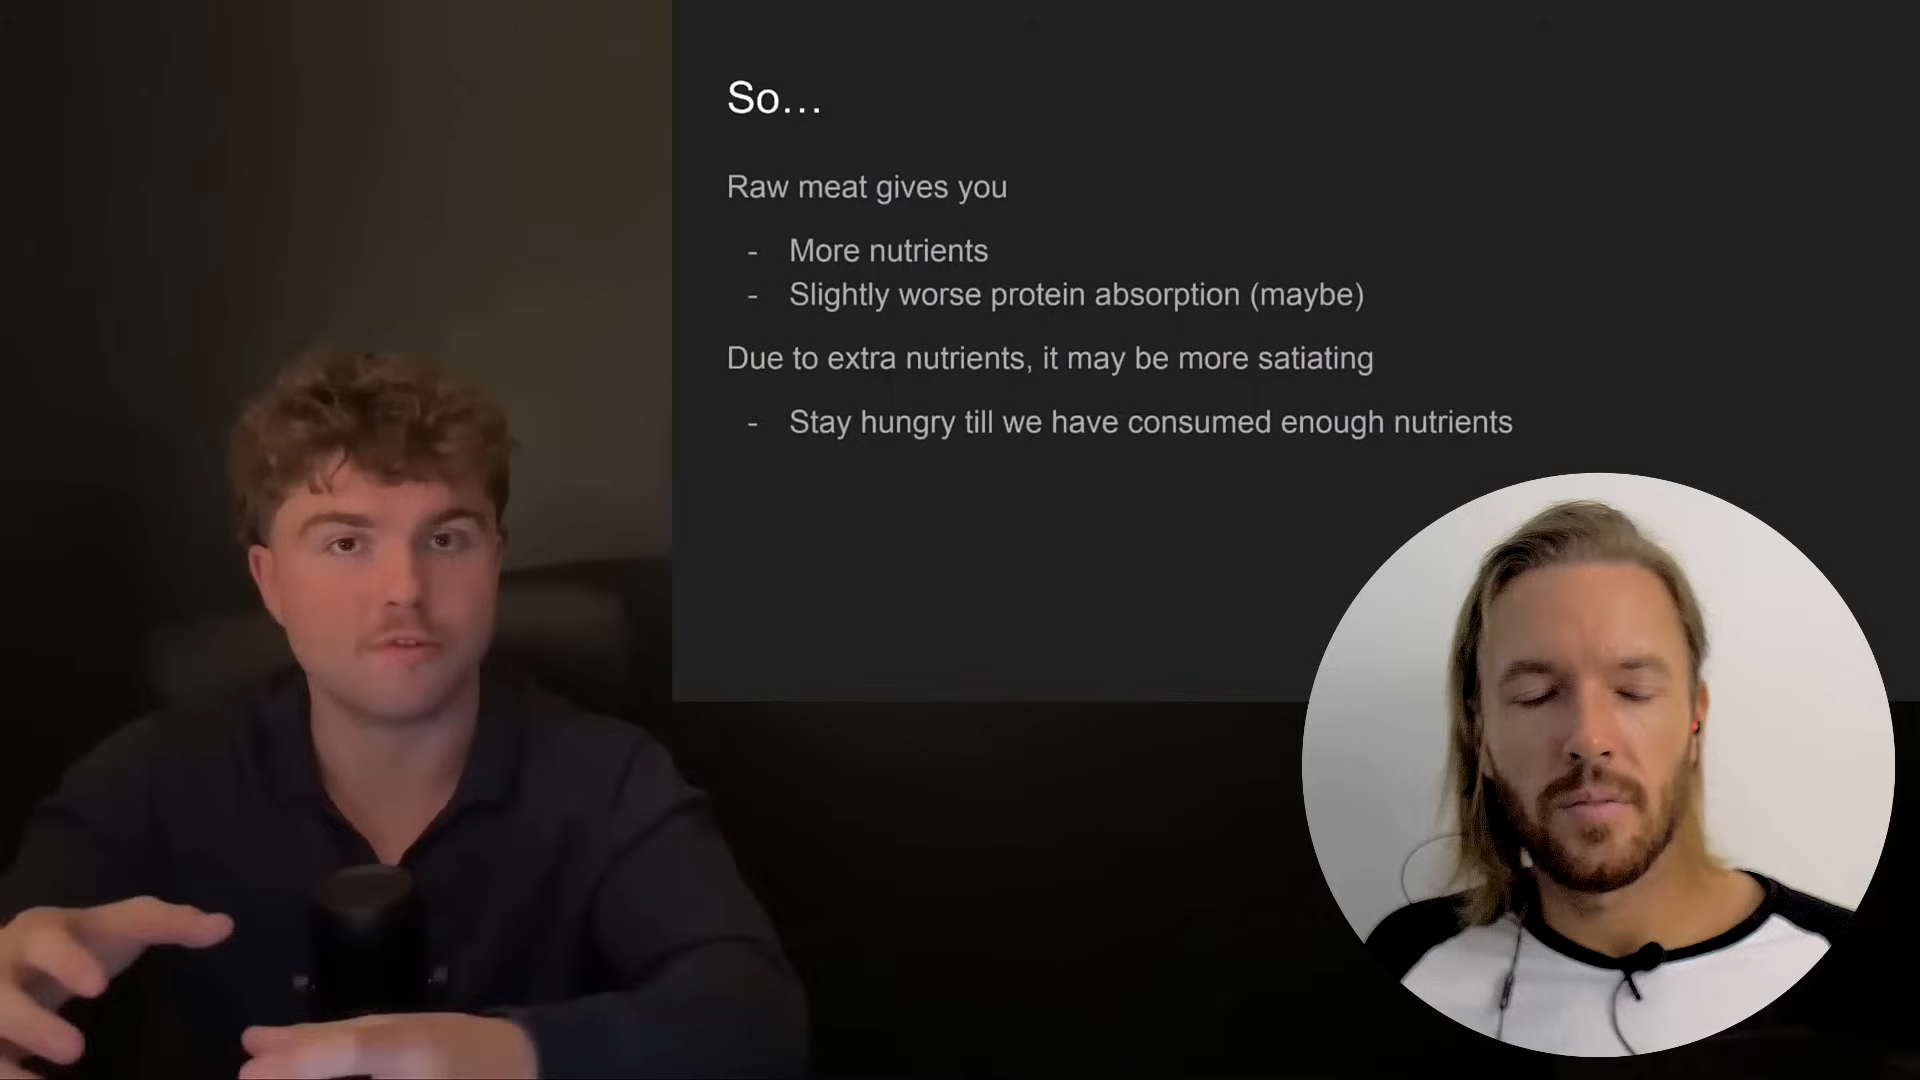 So…
Raw meat gives you
- More nutrients
- Slightly worse protein absorption (maybe)
Due to extra nutrients, it may be more satiating
- Stay hungry till we have consumed enough nutrients